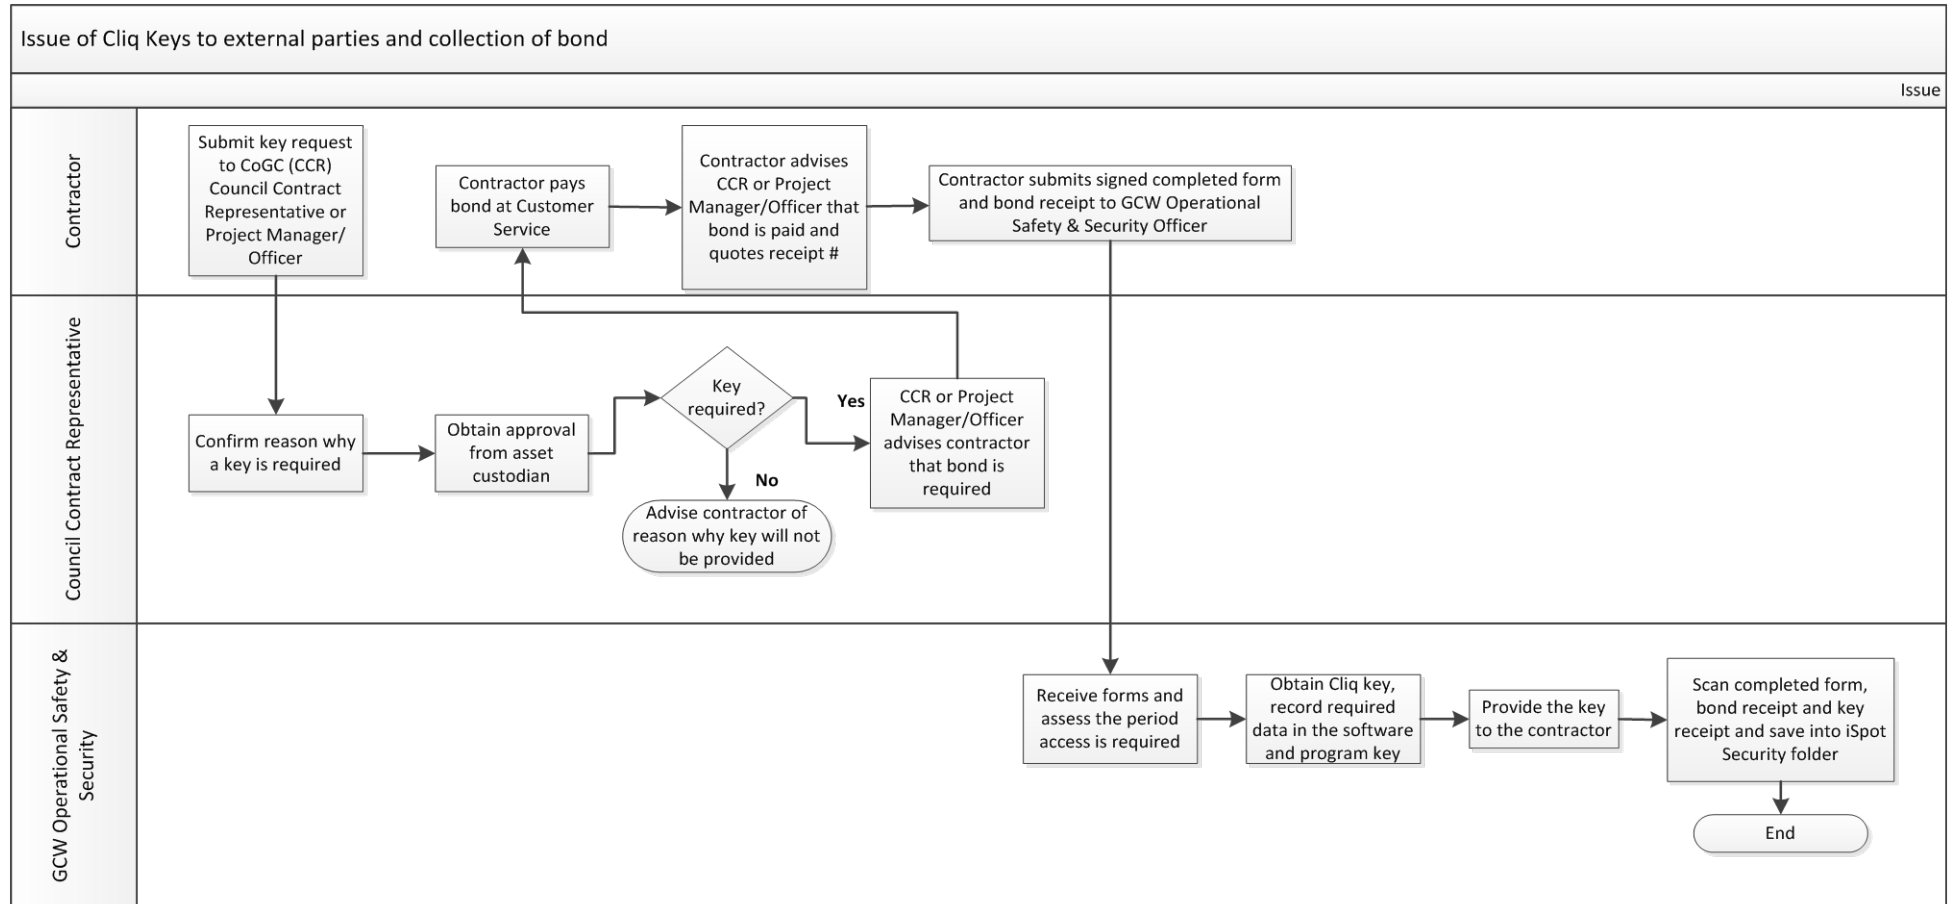 Issue of Cliq Keys to external parties and collection of bond
Issue
Contractor
Submit key request
to CoGC (CCR)
Council Contract
Representative or
Project Manager/
Officer
Contractor pays
bond at Customer
Service
Contractor advises
CCR or Project
Manager/Officer that
bond is paid and
quotes receipt #
Contractor submits signed completed form
and bond receipt to GCW Operational
Safety & Security Officer
Council Contract Representative
Confirm reason why
a key is required
Obtain approval
from asset
custodian
Key
required?
Yes
No
Advise contractor of
reason why key will not
be provided
CCR or Project
Manager/Officer
advises contractor
that bond is
required
GCW Operational Safety &
Security
Receive forms and
assess the period
access is required
Obtain Cliq key,
record required
data in the software
and program key
Provide the key
to the contractor
Scan completed form,
bond receipt and key
receipt and save into iSpot
Security folder
End